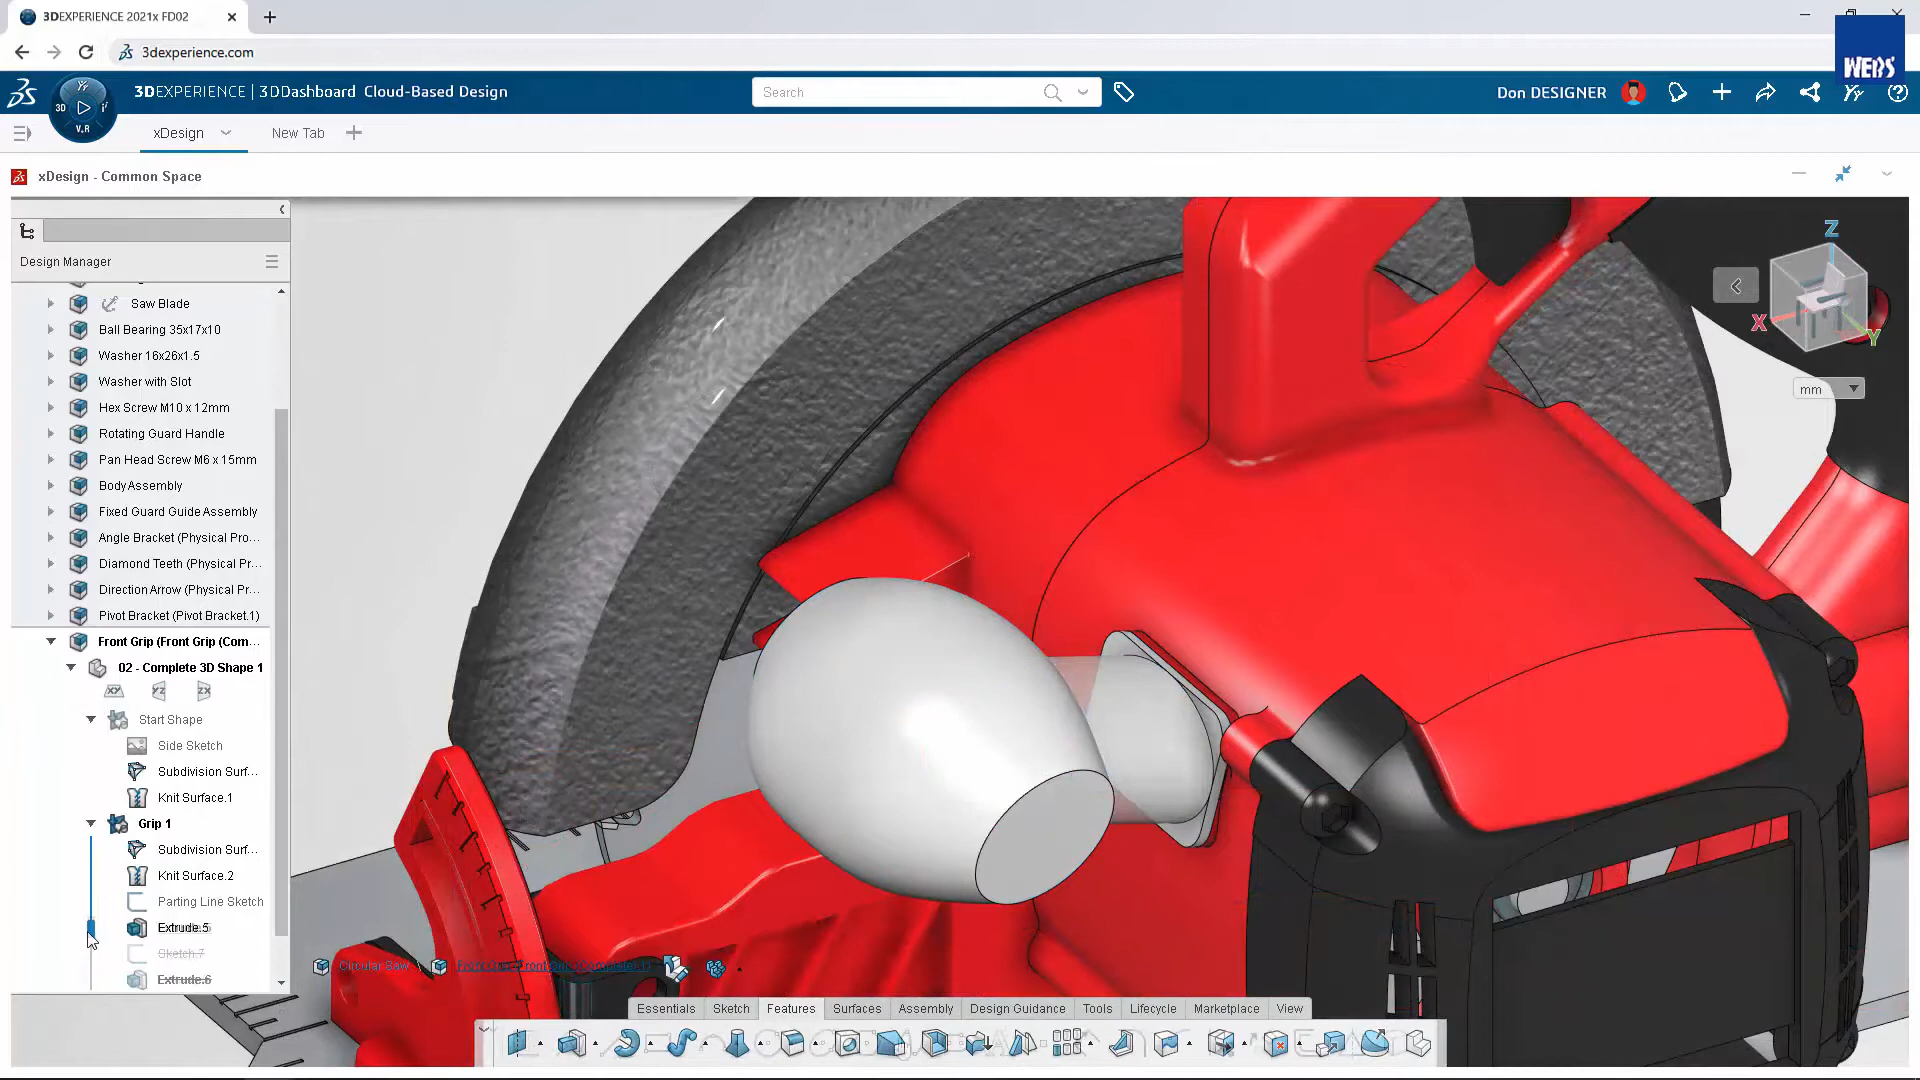 3DEXPERIENCE 2021x FD02
3dexperience.com
WEDS
3DEXPERIENCE | 3DDashboard Cloud-Based Design
Search
Don DESIGNER
3D
V.R
xDesign
New Tab
xDesign - Common Space
Design Manager
Saw Blade
Ball Bearing 35x17x10
Washer 16x26x1.5
Washer with Slot
Hex Screw M10 x 12mm
Rotating Guard Handle
Pan Head Screw M6 x 15mm
Body Assembly
Fixed Guard Guide Assembly
Angle Bracket (Physical Pro...
Diamond Teeth (Physical Pr...
Direction Arrow (Physical Pr...
Pivot Bracket (Pivot Bracket.1)
Front Grip (Front Grip (Com...
02 - Complete 3D Shape 1
XY YZ ZX
Start Shape
Side Sketch
Subdivision Surf...
Knit Surface.1
Grip 1
Subdivision Surf...
Knit Surface.2
Parting Line Sketch
Extrude.5
Sketch.7
Extrude.6
Z
X
Y
mm
Circular Saw
Essentials Sketch Features Surfaces Assembly Design Guidance Tools Lifecycle Marketplace View